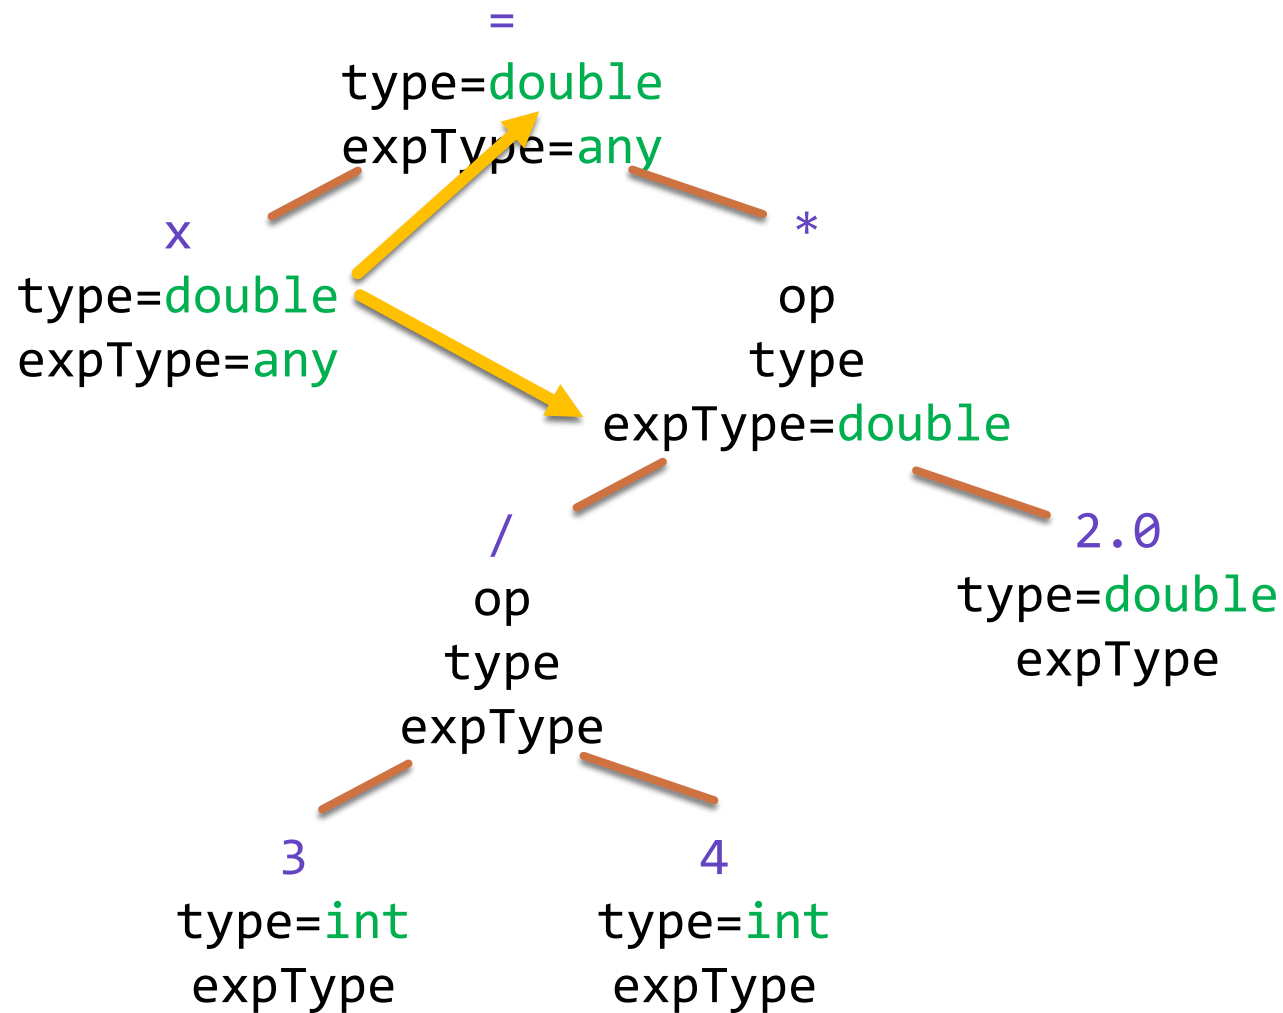 =
type=double
expType=any
x
type=double
expType=any
*
op
type
expType=double
/
op
type
expType
2.0
type=double
expType
3
type=int
expType
4
type=int
expType